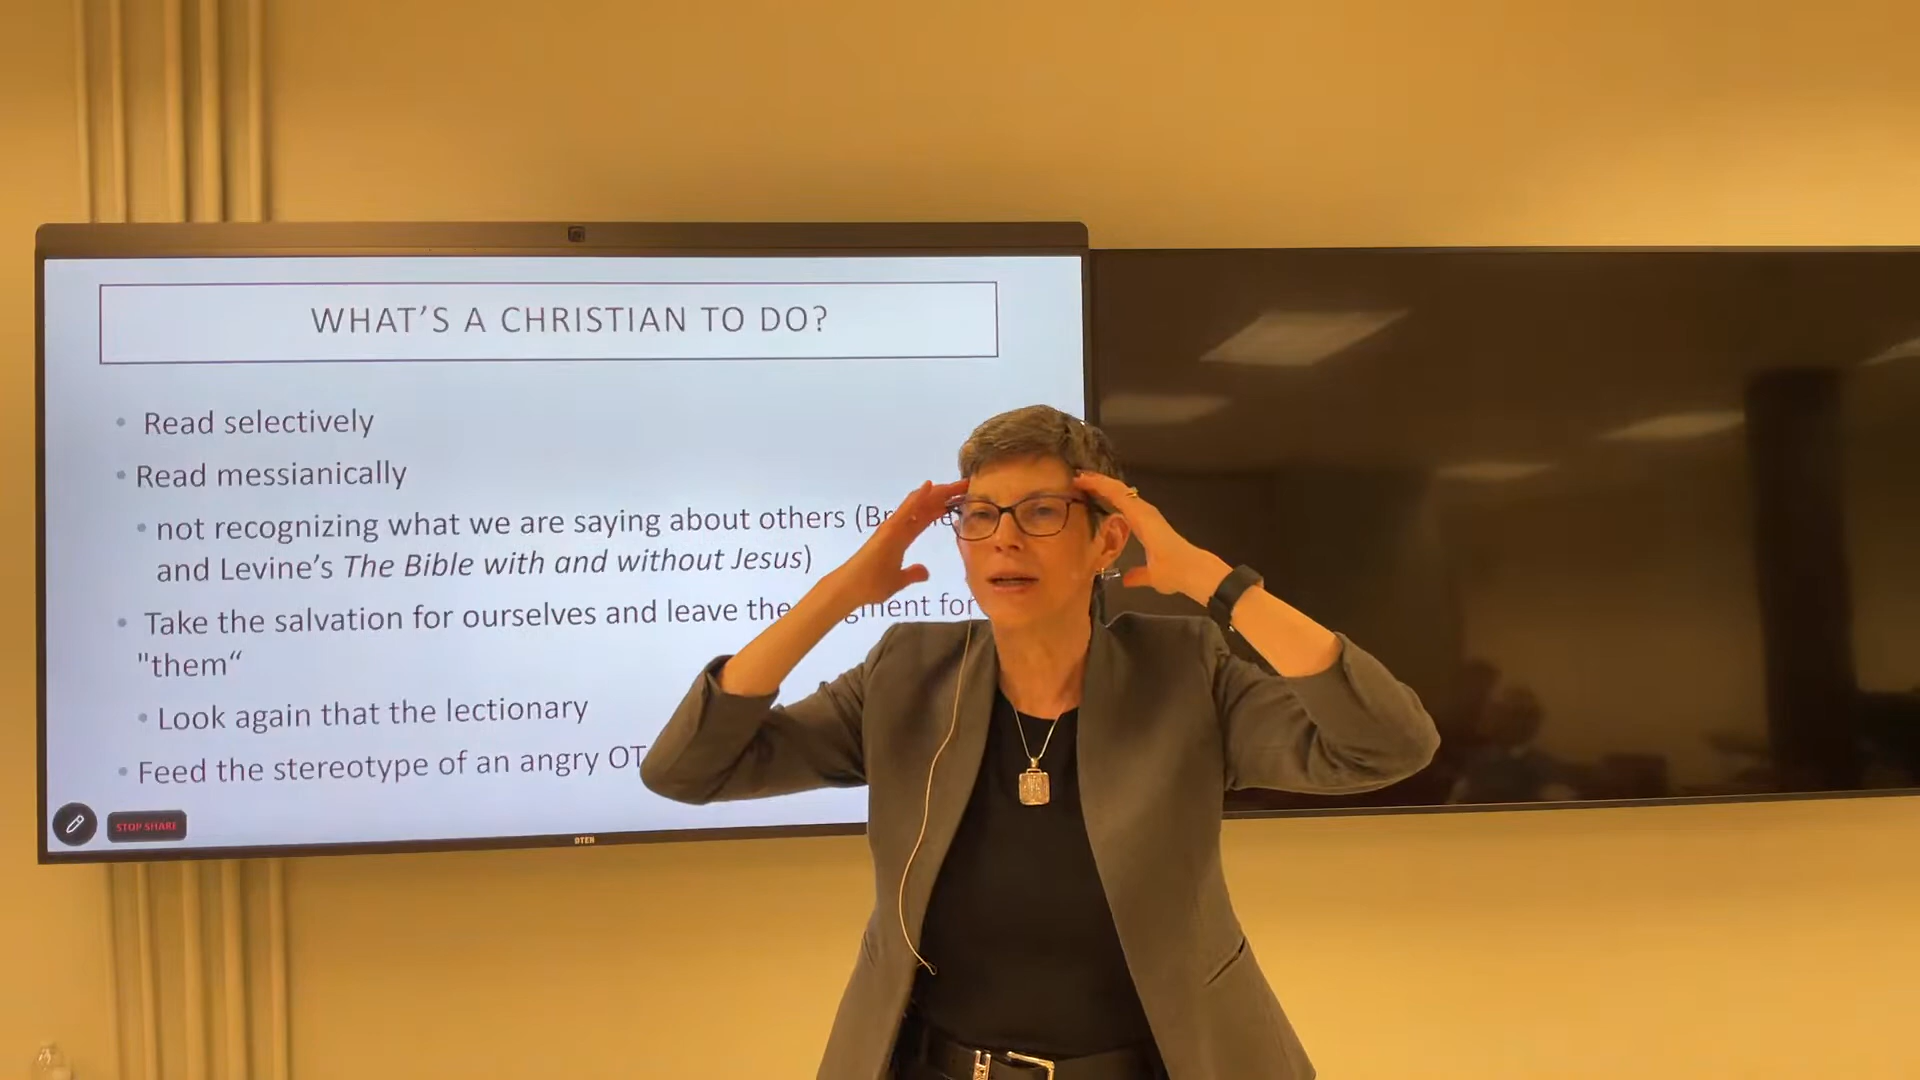 WHAT'S A CHRISTIAN TO DO?
• Read selectively
• Read messianically
• not recognizing what we are saying about others (
and Levine's The Bible with and without Jesus)
• Take the salvation for ourselves and leave the for
"them“
• Look again that the lectionary
• Feed the stereotype of an angry OT
STOP SHARE
DTEN